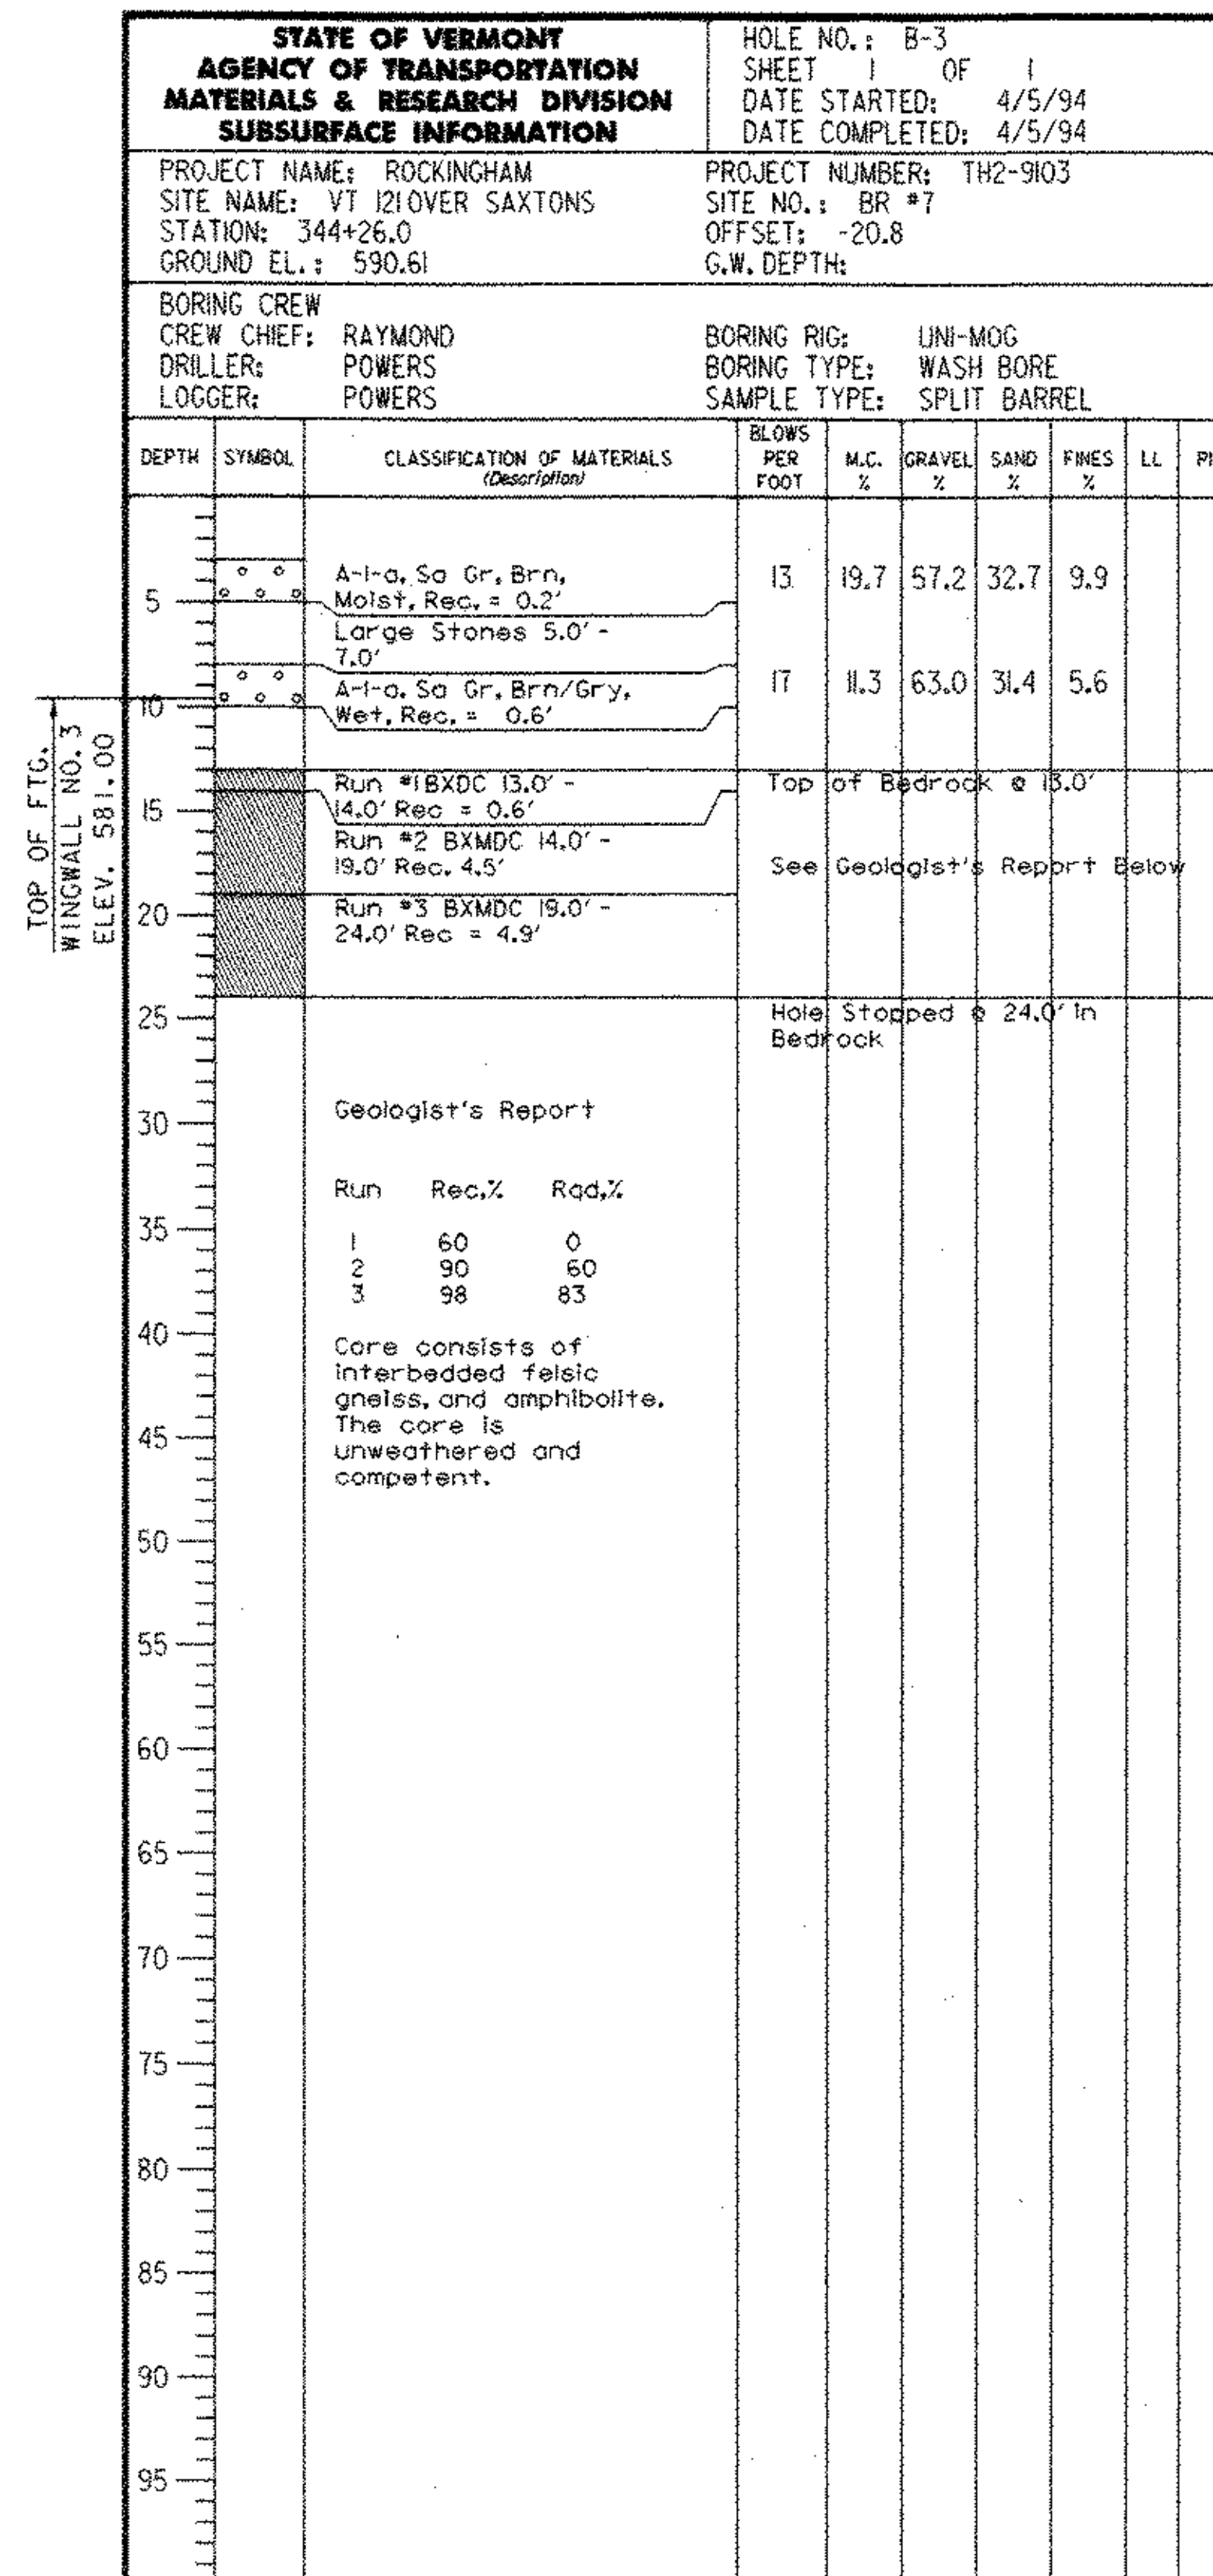 STATE OF VERMONT
AGENCY OF TRANSPORTATION
MATERIALS & RESEARCH DIVISION
SUBSURFACE INFORMATION
HOLE NO.: B-3
SHEET 1 OF 1
DATE STARTED: 4/5/94
DATE COMPLETED: 4/5/94
PROJECT NAME: ROCKINGHAM
SITE NAME: VT 121 OVER SAXTONS
STATION: 344+26.0
GROUND EL.: 590.61
PROJECT NUMBER: TH2-9103
SITE NO.: BR #7
OFFSET: -20.8
G.W. DEPTH:
BORING CREW
CREW CHIEF: RAYMOND
DRILLER: POWERS
LOGGER: POWERS
BORING RIG: UNI-MOG
BORING TYPE: WASH BORE
SAMPLE TYPE: SPLIT BARREL
DEPTH
SYMBOL
CLASSIFICATION OF MATERIALS
(Description)
BLOWS
PER
FOOT
M.C.
%
GRAVEL
%
SAND
%
FINES
%
LL
PI
A-1-a, Sa Gr, Brn,
Moist, Rec. = 0.2'
13 19.7 57.2 32.7 9.9
5
Large Stones 5.0' -
7.0'
A-1-a, Sa Gr, Brn/Gry,
Wet, Rec. = 0.6'
17 11.3 63.0 31.4 5.6
10
TOP OF FTG.
WINGWALL NO. 3
ELEV. 581.00
Run #1 BXDC 13.0' -
14.0' Rec = 0.6'
Top of Bedrock @ 13.0'
15
Run #2 BXMDC 14.0' -
19.0' Rec. 4.5'
See Geologist's Report Below
20
Run #3 BXMDC 19.0' -
24.0' Rec = 4.9'
25
Hole Stopped @ 24.0' in
Bedrock
30
Geologist's Report
Run Rec,% Rqd,%
35
1 60 0
2 90 60
3 98 83
40
Core consists of
interbedded felsic
gneiss, and amphibolite.
The core is
unweathered and
competent.
45
50
55
60
65
70
75
80
85
90
95